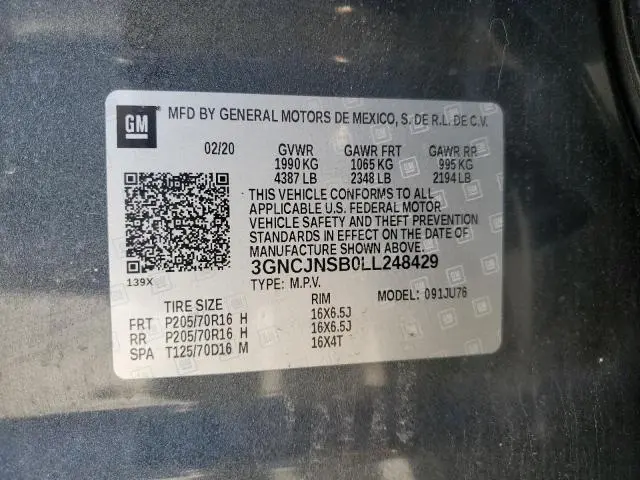 GM
MFD BY GENERAL MOTORS DE MEXICO, S. DE R.L. DE C.V.
02/20 GVWR GAWR FRT GAWR RR
1990 KG 1065 KG 995 KG
4387 LB 2348 LB 2194 LB
THIS VEHICLE CONFORMS TO ALL
APPLICABLE U.S. FEDERAL MOTOR
VEHICLE SAFETY AND THEFT PREVENTION
STANDARDS IN EFFECT ON THE DATE OF
MANUFACTURE SHOWN ABOVE.
3GNCJNSB0LL248429
139X TYPE: M.P.V. MODEL: 091JU76
TIRE SIZE RIM
FRT P205/70R16 H 16X6.5J
RR P205/70R16 H 16X6.5J
SPA T125/70D16 M 16X4T